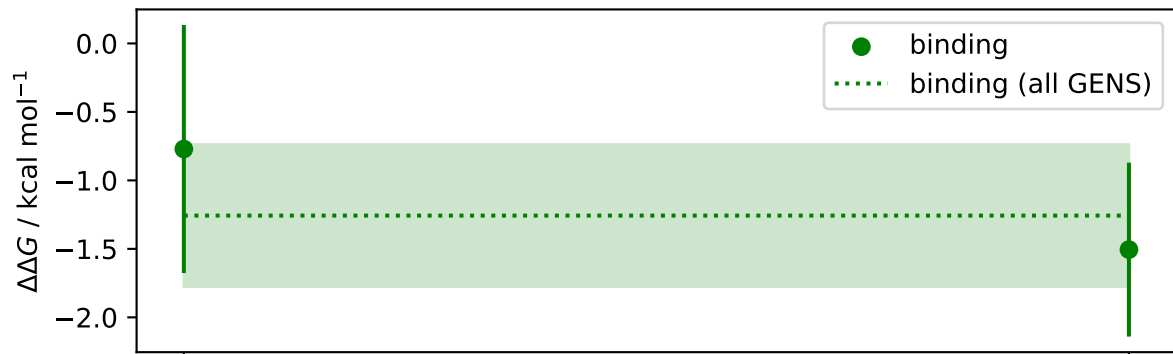 0.0
−0.5
−1.0
−1.5
−2.0
ΔΔG / kcal mol⁻¹
binding
binding (all GENS)